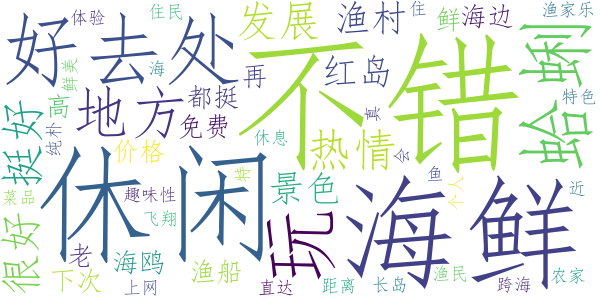 体验
住民
发展
渔村
住
鲜
海边
渔家乐
好去处
不错
蛤蜊
鲜美
海
再
红岛
特色
纯朴
高
地方
都挺
免费
真
挺好
价格
休息
热情
会
休闲
玩
海鲜
菜品
趣味性
景色
鱼
个人
近
很好
老
海鸥
飞翔
渔船
下次
上网
直达
距离
长岛
渔民
跨海
农家